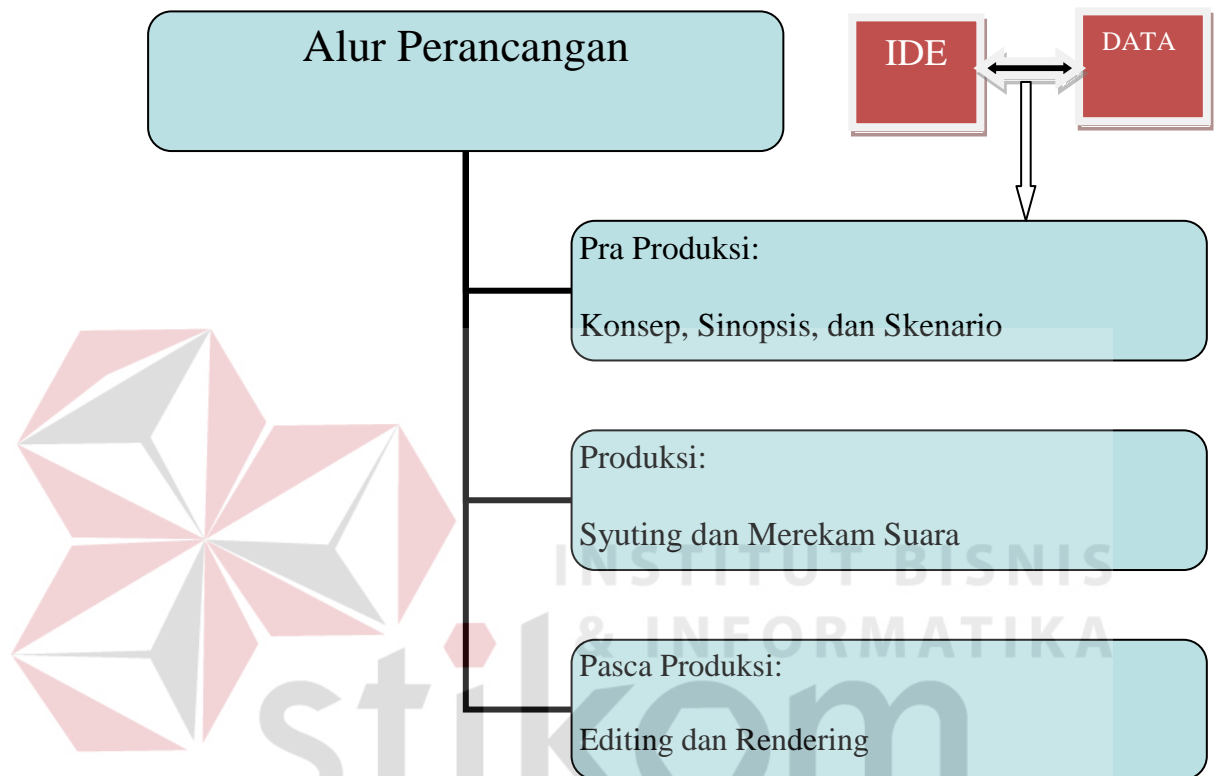 Alur Perancangan
IDE
DATA
Pra Produksi:
Konsep, Sinopsis, dan Skenario
Produksi:
Syuting dan Merekam Suara
INSTITUT BISNIS
& INFORMATIKA
stikom
Pasca Produksi:
Editing dan Rendering